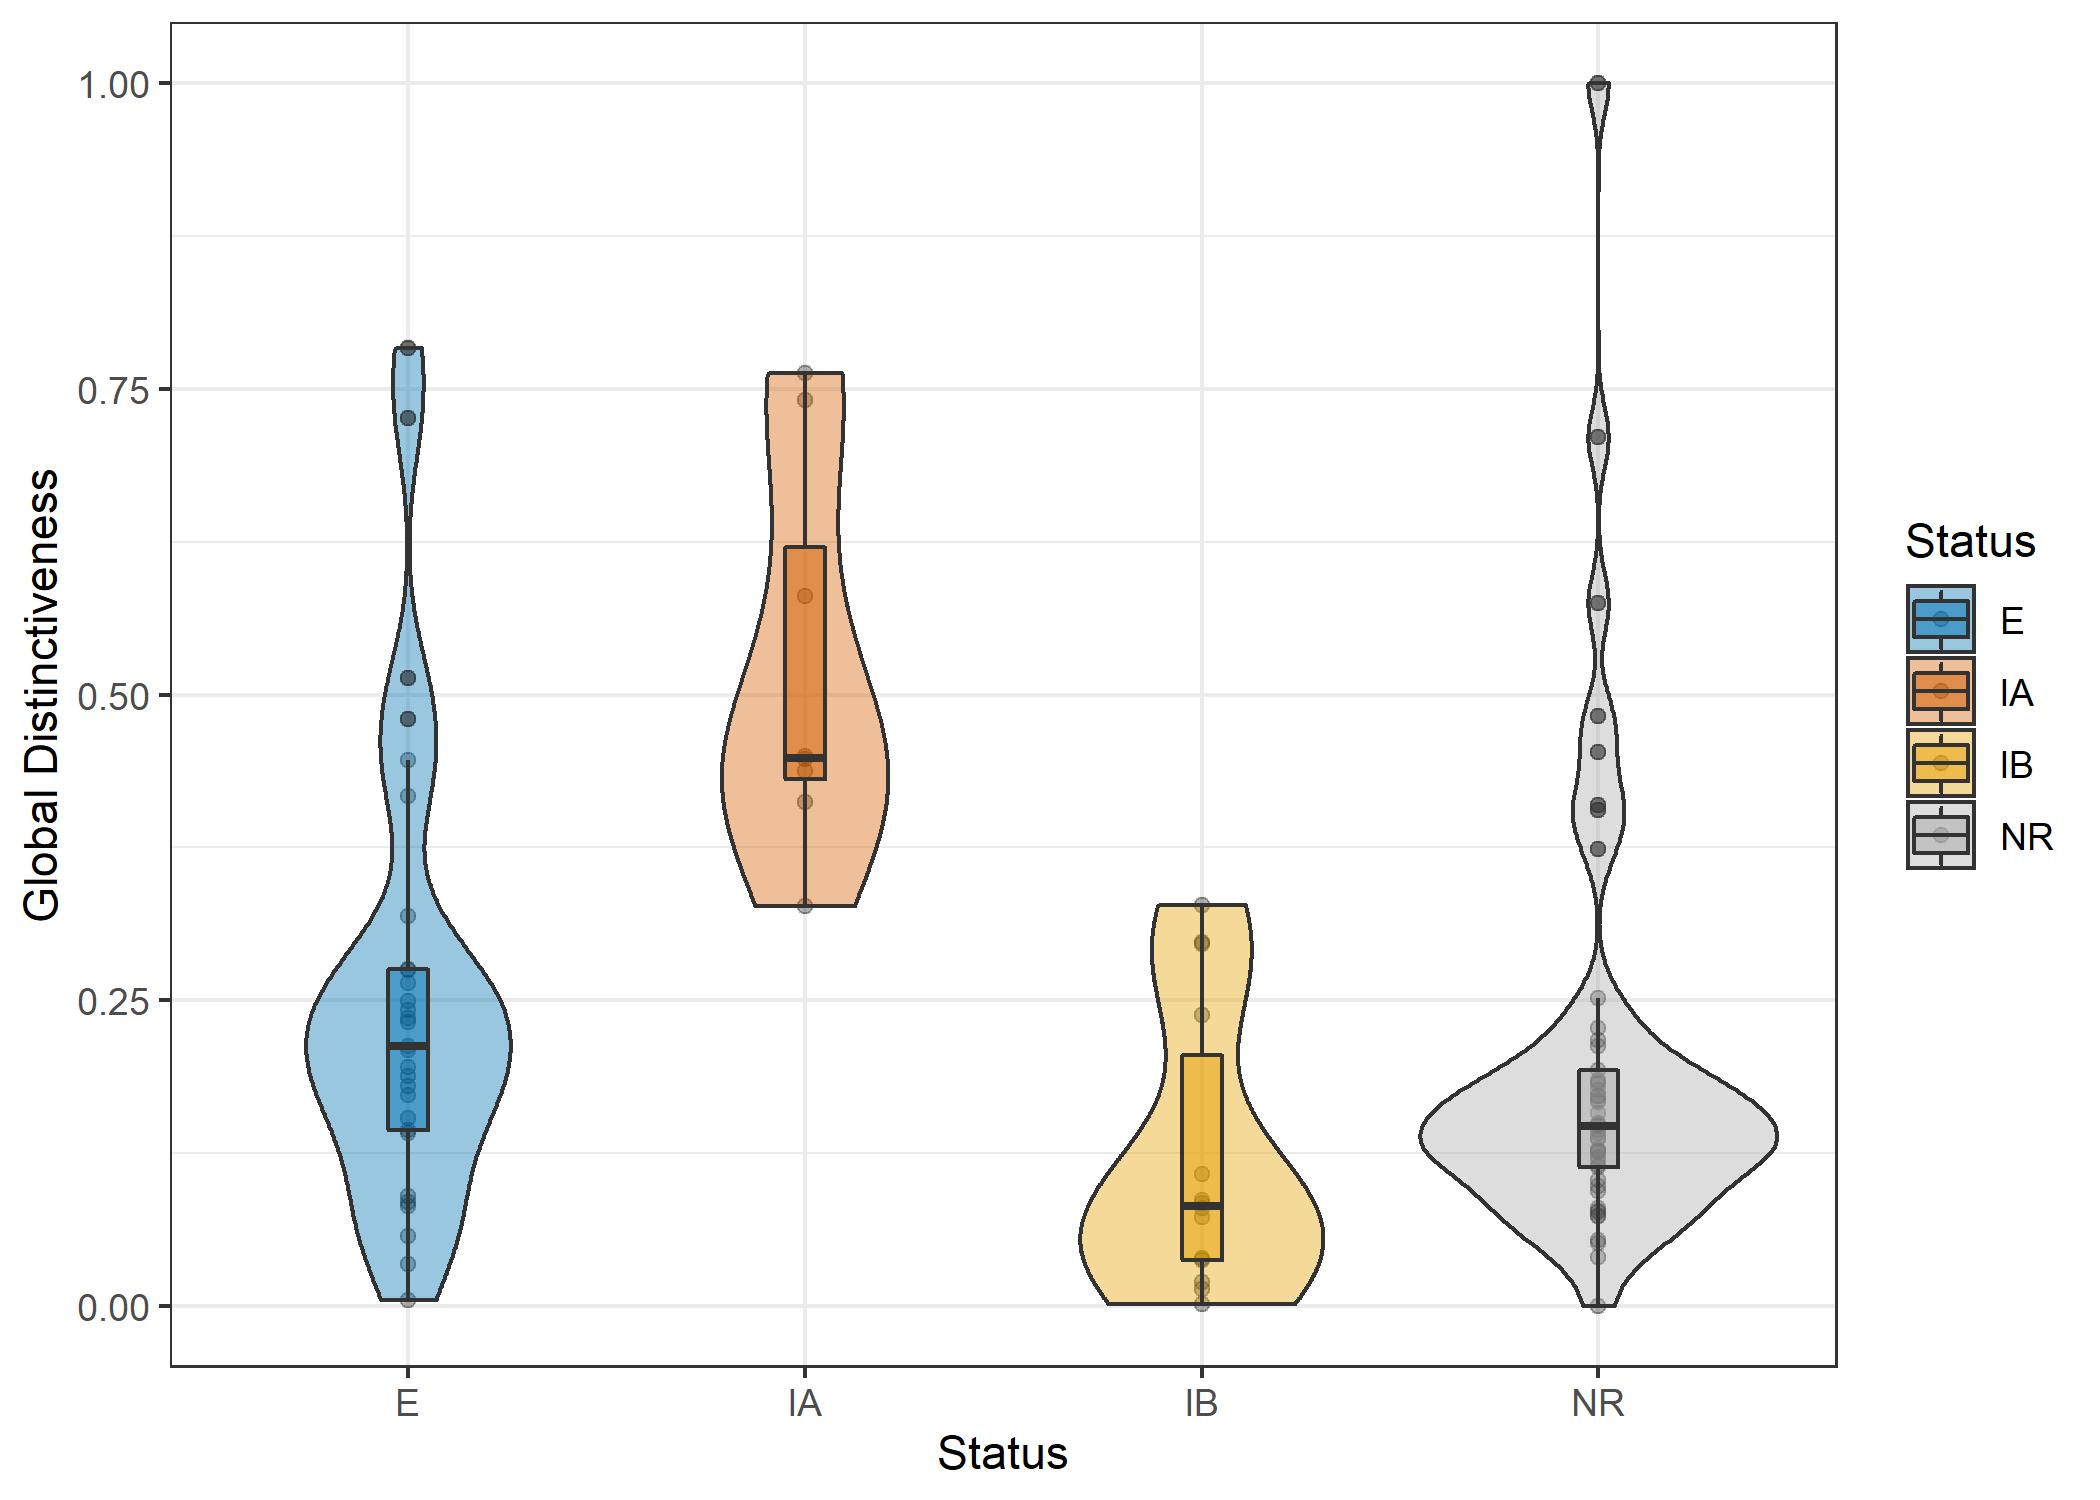 Global Distinctiveness
1.00
0.75
0.50
0.25
0.00
E IA IB NR
Status
Status
E
IA
IB
NR